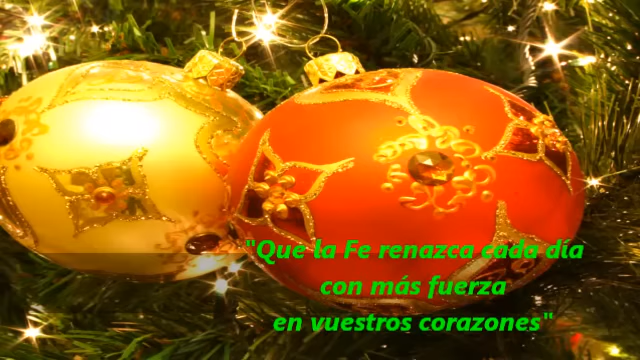 "Que la Fe renazca cada día
con más fuerza
en vuestros corazones"